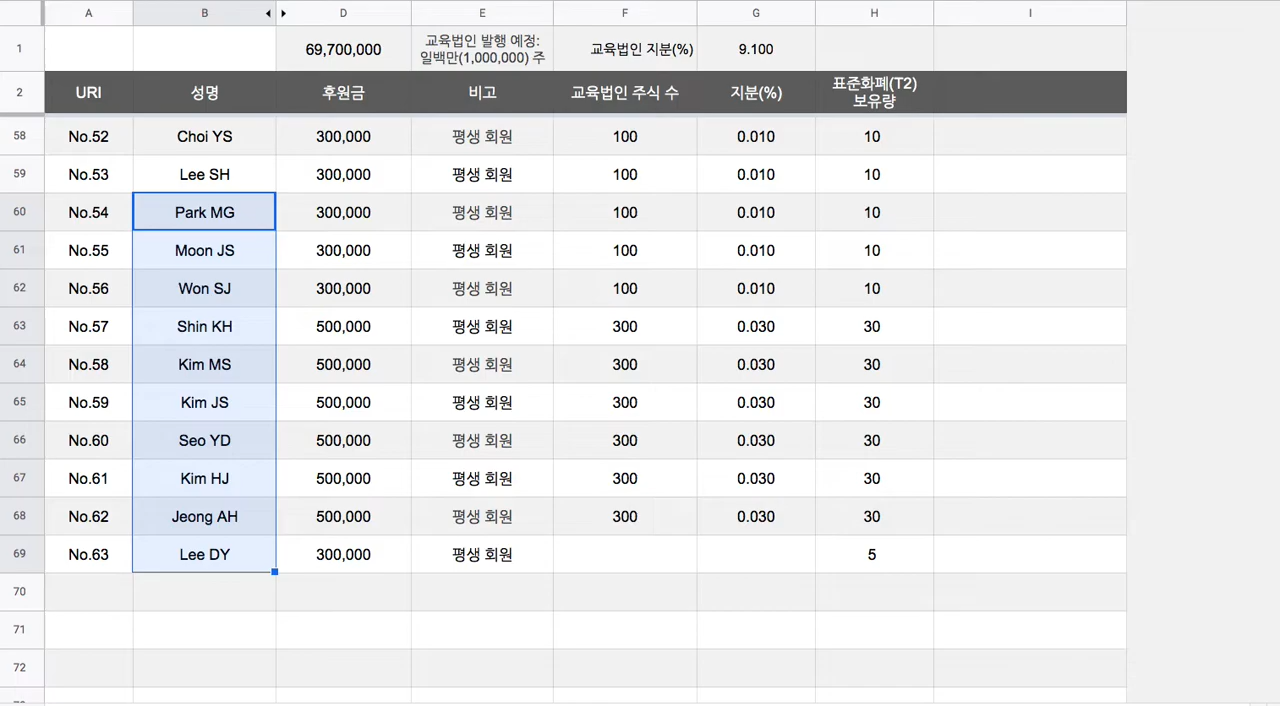 A B D E F G H I
1 69,700,000 교육법인 발행 예정: 교육법인 지분(%) 9.100
일백만(1,000,000) 주
2 URI 성명 후원금 비고 교육법인 주식 수 지분(%) 표준화폐(T2)
보유량
58 No.52 Choi YS 300,000 평생 회원 100 0.010 10
59 No.53 Lee SH 300,000 평생 회원 100 0.010 10
60 No.54 Park MG 300,000 평생 회원 100 0.010 10
61 No.55 Moon JS 300,000 평생 회원 100 0.010 10
62 No.56 Won SJ 300,000 평생 회원 100 0.010 10
63 No.57 Shin KH 500,000 평생 회원 300 0.030 30
64 No.58 Kim MS 500,000 평생 회원 300 0.030 30
65 No.59 Kim JS 500,000 평생 회원 300 0.030 30
66 No.60 Seo YD 500,000 평생 회원 300 0.030 30
67 No.61 Kim HJ 500,000 평생 회원 300 0.030 30
68 No.62 Jeong AH 500,000 평생 회원 300 0.030 30
69 No.63 Lee DY 300,000 평생 회원 5
70
71
72